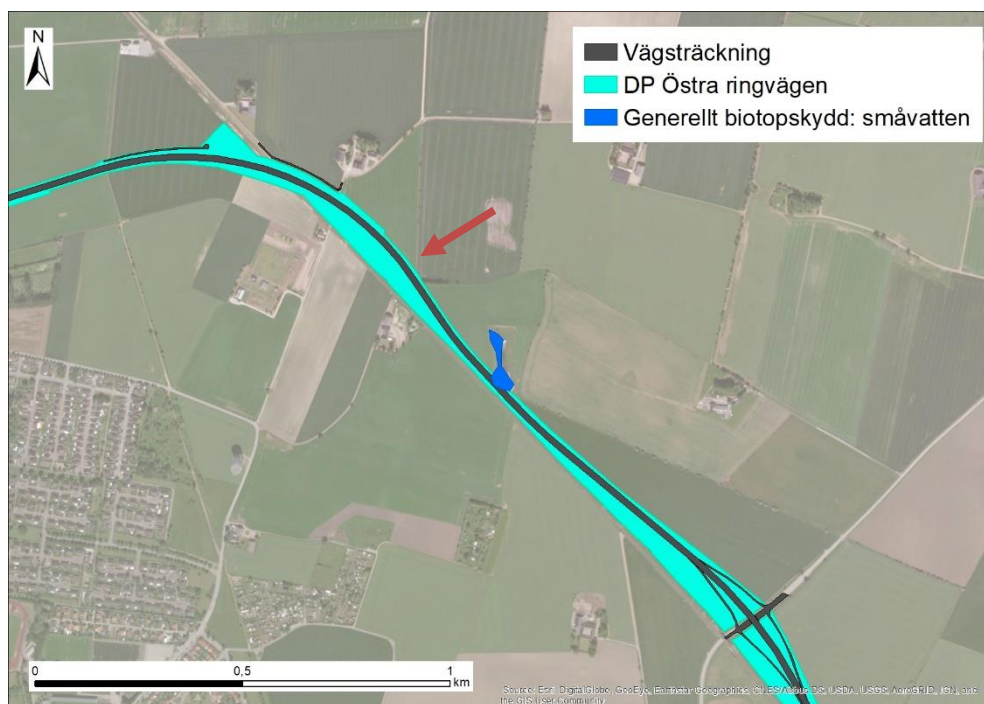 N
Vägsträckning
DP Östra ringvägen
Generellt biotopskydd: småvatten
0 0,5 1
km
Source: Esri, DigitalGlobe, GeoEye, Earthstar Geographics, CNES/Airbus DS, USDA, USGS, AeroGRID, IGN, and
the GIS User Community